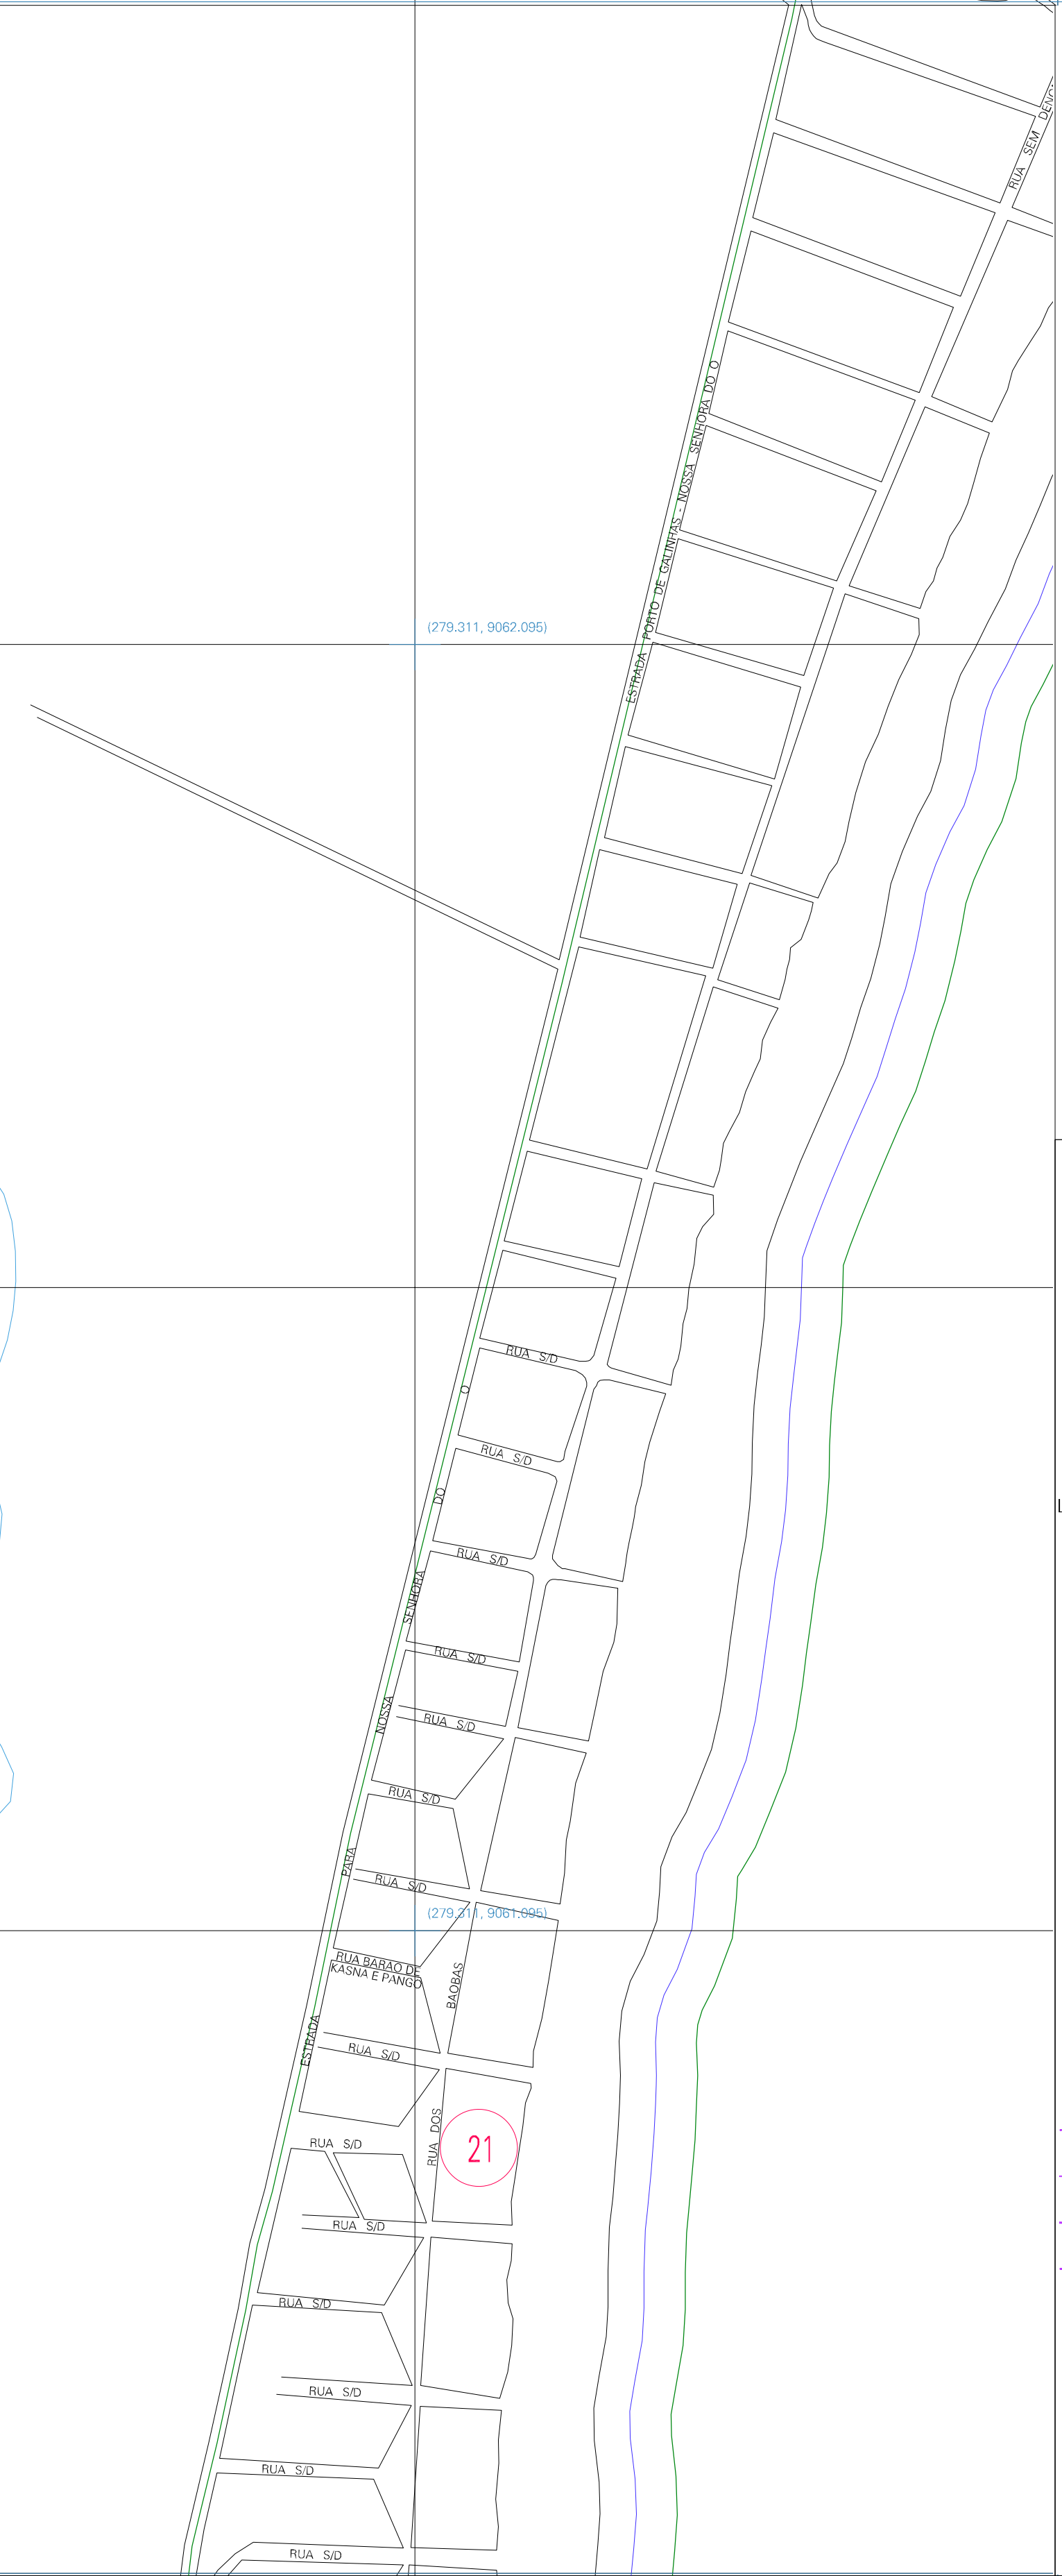 RUA SEM
ESTRADA PORTO DE GALINHAS - NOSSA SENHORA DO O
(279.311, 9062.095)
RUA S/D
O
RUA S/D
DO
RUA S/D
SENHORA
RUA S/D
NOSSA
RUA S/D
RUA S/D
PARA
RUA S/D
(279.311, 9061.095)
RUA BARAO DE
KASNA E PANGO
BAOBAS
ESTRADA
RUA S/D
RUA DOS
21
RUA S/D
RUA S/D
RUA S/D
RUA S/D
RUA S/D
RUA S/D